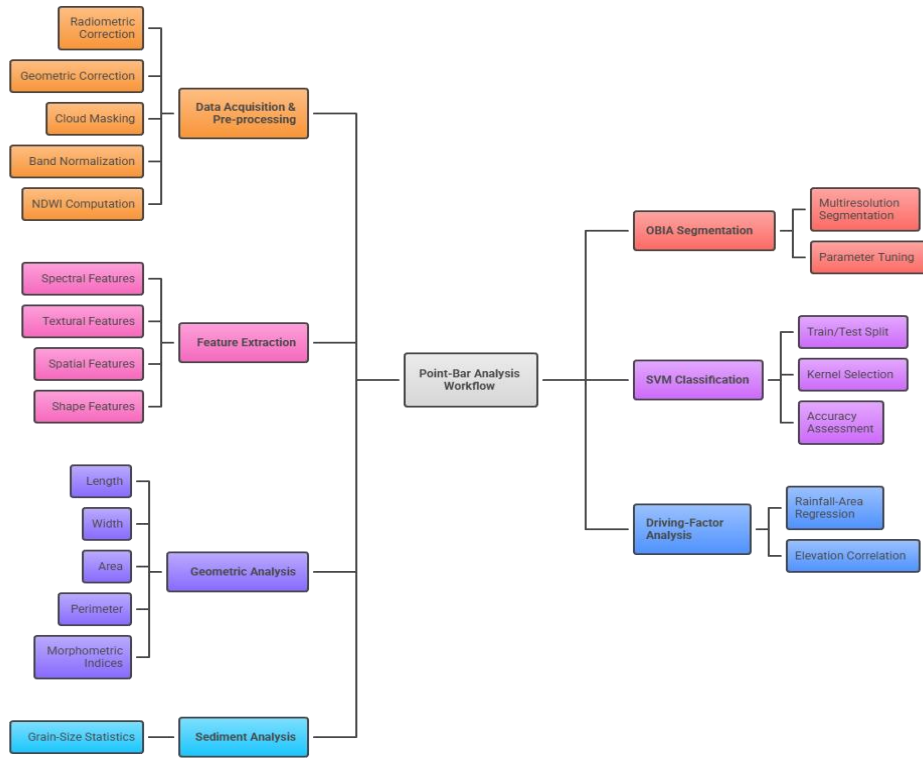 Radiometric
Correction
Geometric Correction
Cloud Masking
Band Normalization
NDWI Computation
Data Acquisition &
Pre-processing
Spectral Features
Textural Features
Spatial Features
Shape Features
Feature Extraction
Length
Width
Area
Perimeter
Morphometric
Indices
Geometric Analysis
Grain-Size Statistics
Sediment Analysis
Point-Bar Analysis
Workflow
OBIA Segmentation
Multiresolution
Segmentation
Parameter Tuning
SVM Classification
Train/Test Split
Kernel Selection
Accuracy
Assessment
Driving-Factor
Analysis
Rainfall-Area
Regression
Elevation Correlation